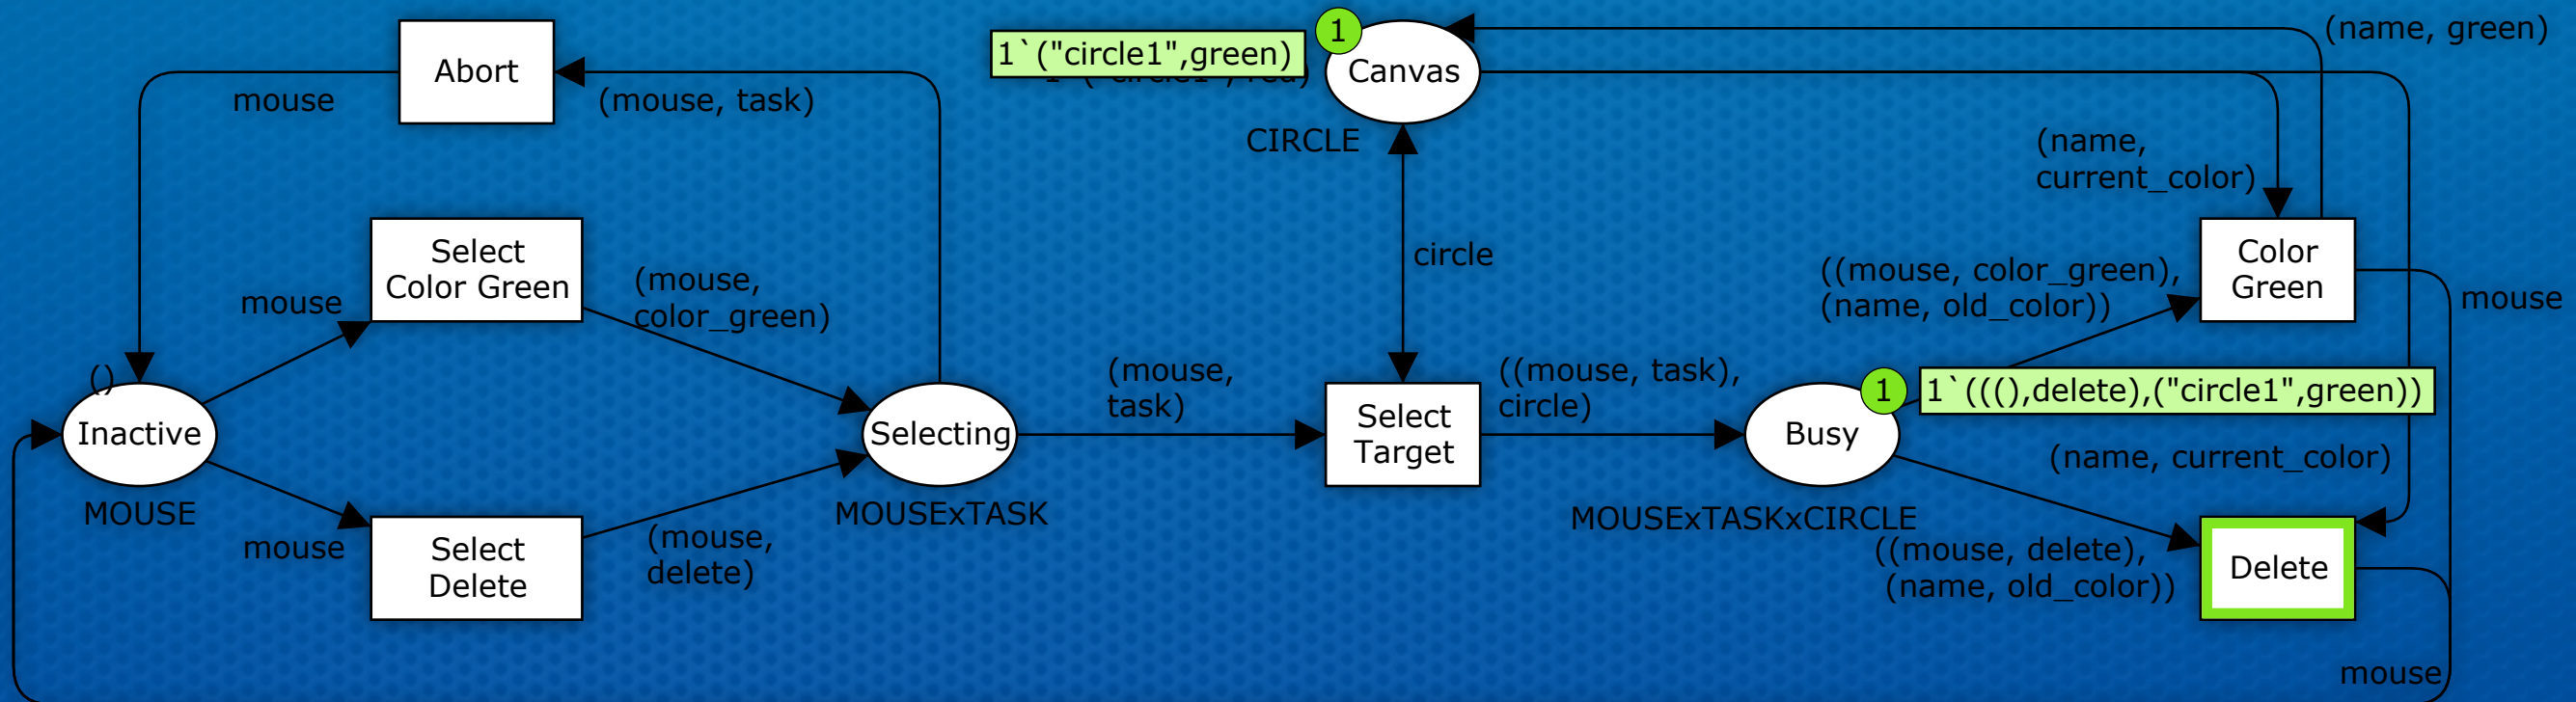 1
(name, green)
1`("circle1",green)
Abort
Canvas
mouse
(mouse, task)
CIRCLE
(name,
current_color)
Select
Color Green
circle
Color
Green
(mouse,
color_green)
((mouse, color_green),
(name, old_color))
mouse
mouse
()
(mouse,
task)
((mouse, task),
circle)
1
1`(((),delete),("circle1",green))
Inactive
Selecting
Select
Target
Busy
(name, current_color)
MOUSE
MOUSExTASK
MOUSExTASKxCIRCLE
mouse
Select
Delete
(mouse,
delete)
((mouse, delete),
(name, old_color))
Delete
mouse